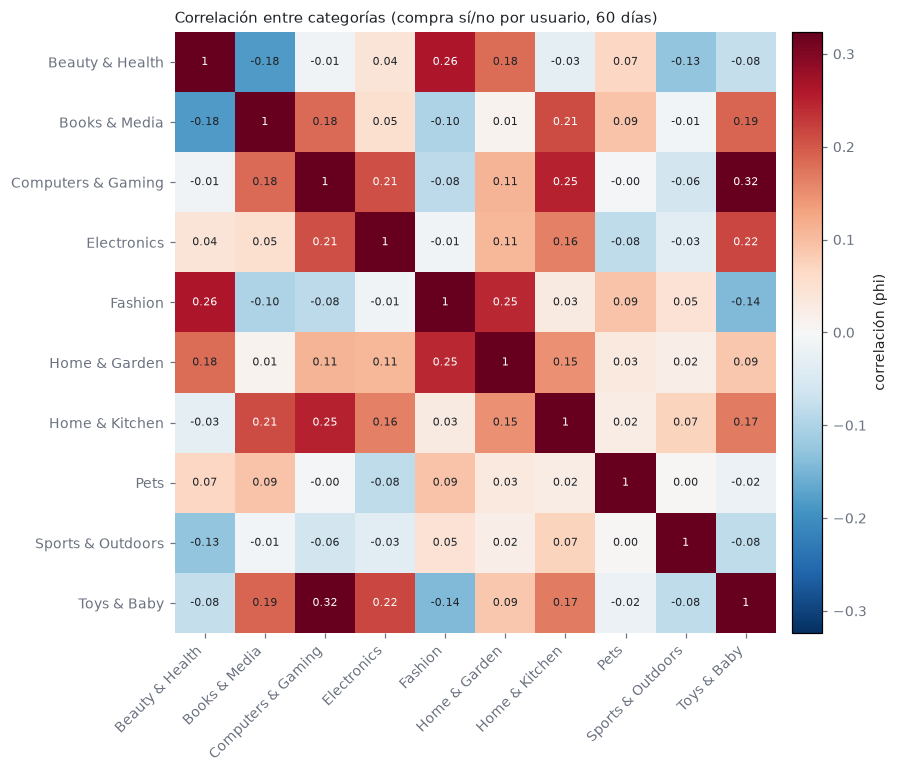 Correlación entre categorías (compra sí/no por usuario, 60 días)
Beauty & Health 1 -0.18 -0.01 0.04 0.26 0.18 -0.03 0.07 -0.13 -0.08
Books & Media -0.18 1 0.18 0.05 -0.10 0.01 0.21 0.09 -0.01 0.19
Computers & Gaming -0.01 0.18 1 0.21 -0.08 0.11 0.25 -0.00 -0.06 0.32
Electronics 0.04 0.05 0.21 1 -0.01 0.11 0.16 -0.08 -0.03 0.22
Fashion 0.26 -0.10 -0.08 -0.01 1 0.25 0.03 0.09 0.05 -0.14
Home & Garden 0.18 0.01 0.11 0.11 0.25 1 0.15 0.03 0.02 0.09
Home & Kitchen -0.03 0.21 0.25 0.16 0.03 0.15 1 0.02 0.07 0.17
Pets 0.07 0.09 -0.00 -0.08 0.09 0.03 0.02 1 0.00 -0.02
Sports & Outdoors -0.13 -0.01 -0.06 -0.03 0.05 0.02 0.07 0.00 1 -0.08
Toys & Baby -0.08 0.19 0.32 0.22 -0.14 0.09 0.17 -0.02 -0.08 1
Beauty & Health
Books & Media
Computers & Gaming
Electronics
Fashion
Home & Garden
Home & Kitchen
Pets
Sports & Outdoors
Toys & Baby
0.3
0.2
0.1
0.0
−0.1
−0.2
−0.3
correlación (phi)